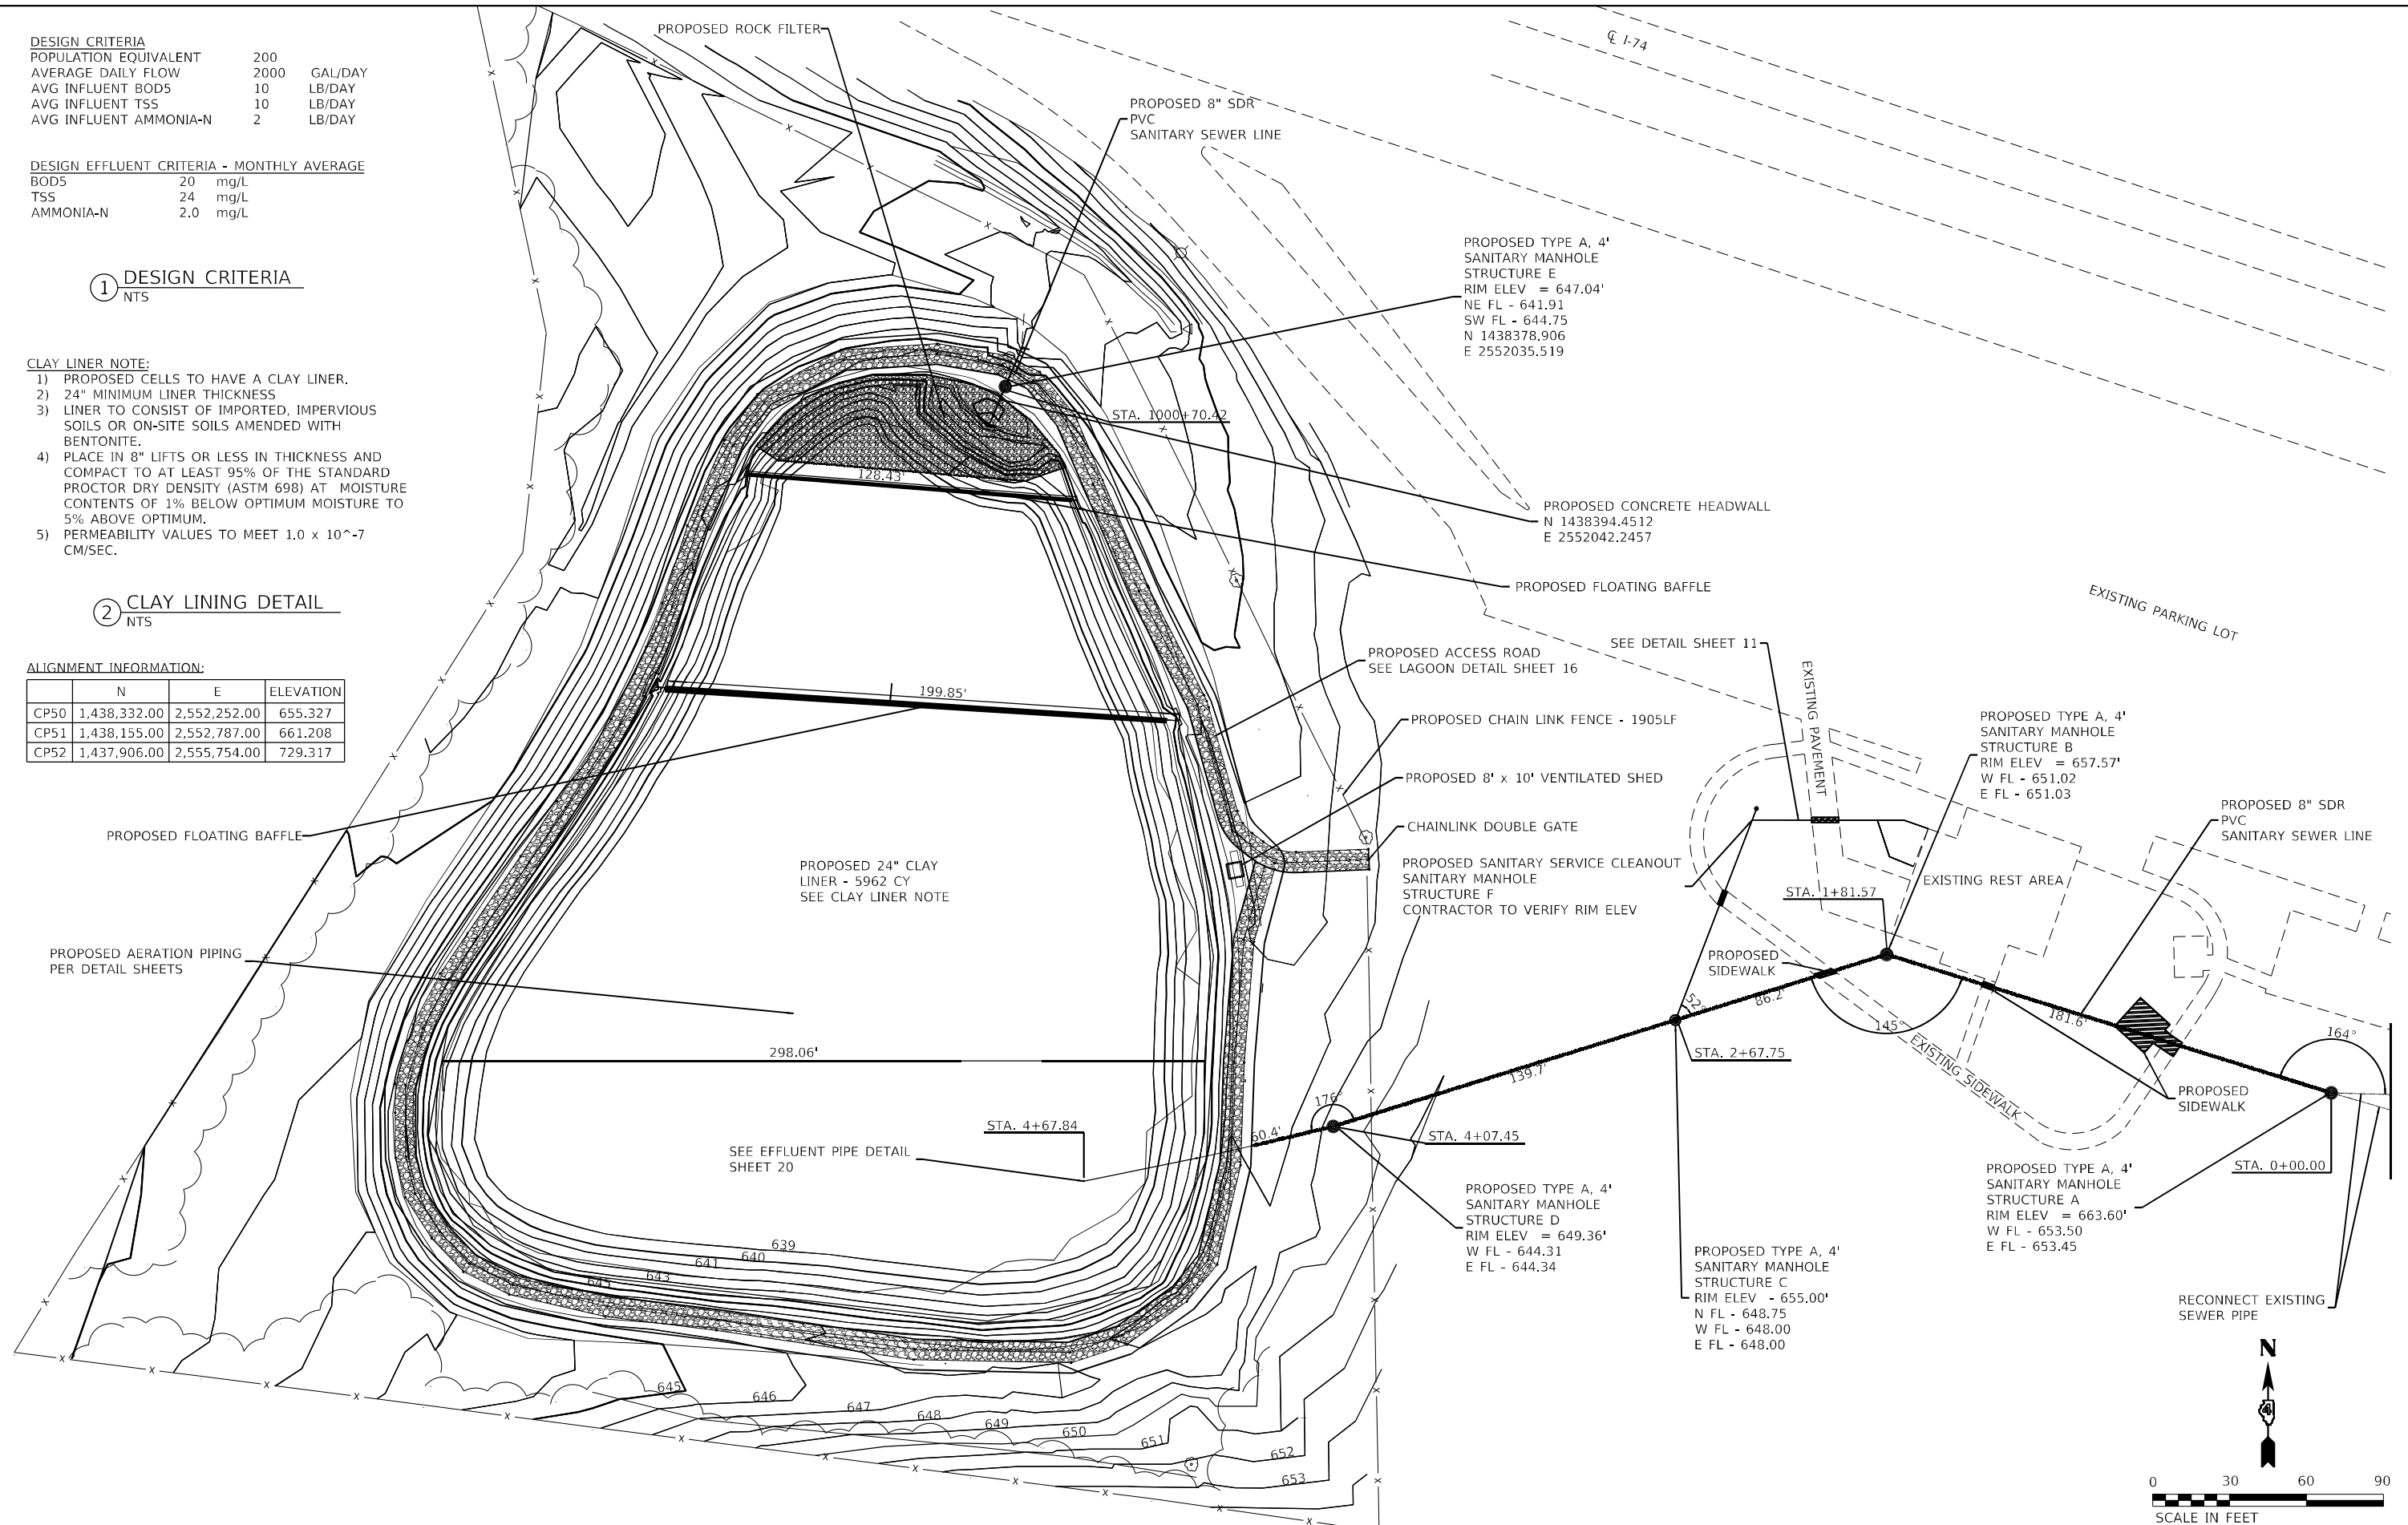 DESIGN CRITERIA
POPULATION EQUIVALENT 200
AVERAGE DAILY FLOW 2000 GAL/DAY
AVG INFLUENT BOD5 10 LB/DAY
AVG INFLUENT TSS 10 LB/DAY
AVG INFLUENT AMMONIA-N 2 LB/DAY
DESIGN EFFLUENT CRITERIA - MONTHLY AVERAGE
BOD5 20 mg/L
TSS 24 mg/L
AMMONIA-N 2.0 mg/L
1 DESIGN CRITERIA
NTS
CLAY LINER NOTE:
1) PROPOSED CELLS TO HAVE A CLAY LINER.
2) 24" MINIMUM LINER THICKNESS
3) LINER TO CONSIST OF IMPORTED, IMPERVIOUS
SOILS OR ON-SITE SOILS AMENDED WITH
BENTONITE.
4) PLACE IN 8" LIFTS OR LESS IN THICKNESS AND
COMPACT TO AT LEAST 95% OF THE STANDARD
PROCTOR DRY DENSITY (ASTM 698) AT MOISTURE
CONTENTS OF 1% BELOW OPTIMUM MOISTURE TO
5% ABOVE OPTIMUM.
5) PERMEABILITY VALUES TO MEET 1.0 x 10^-7
CM/SEC.
2 CLAY LINING DETAIL
NTS
ALIGNMENT INFORMATION:
N E ELEVATION
CP50 1,438,332.00 2,552,252.00 655.327
CP51 1,438,155.00 2,552,787.00 661.208
CP52 1,437,906.00 2,555,754.00 729.317
PROPOSED FLOATING BAFFLE
PROPOSED AERATION PIPING
PER DETAIL SHEETS
PROPOSED ROCK FILTER
PROPOSED 8" SDR
PVC
SANITARY SEWER LINE
℄ I-74
PROPOSED TYPE A, 4'
SANITARY MANHOLE
STRUCTURE E
RIM ELEV = 647.04'
NE FL - 641.91
SW FL - 644.75
N 1438378.906
E 2552035.519
STA. 1000+70.42
128.43'
PROPOSED CONCRETE HEADWALL
N 1438394.4512
E 2552042.2457
PROPOSED FLOATING BAFFLE
EXISTING PARKING LOT
SEE DETAIL SHEET 11
PROPOSED ACCESS ROAD
SEE LAGOON DETAIL SHEET 16
199.85'
EXISTING PAVEMENT
PROPOSED CHAIN LINK FENCE - 1905LF
PROPOSED TYPE A, 4'
SANITARY MANHOLE
STRUCTURE B
RIM ELEV = 657.57'
W FL - 651.02
E FL - 651.03
PROPOSED 8' x 10' VENTILATED SHED
PROPOSED 8" SDR
PVC
SANITARY SEWER LINE
CHAINLINK DOUBLE GATE
PROPOSED 24" CLAY
LINER - 5962 CY
SEE CLAY LINER NOTE
PROPOSED SANITARY SERVICE CLEANOUT
SANITARY MANHOLE
STRUCTURE F
CONTRACTOR TO VERIFY RIM ELEV
EXISTING REST AREA
STA. 1+81.57
PROPOSED
SIDEWALK
52°
86.2'
145°
181.6'
164°
EXISTING SIDEWALK
298.06'
STA. 2+67.75
139.7'
PROPOSED
SIDEWALK
176°
STA. 4+67.84
60.4'
STA. 4+07.45
SEE EFFLUENT PIPE DETAIL
SHEET 20
STA. 0+00.00
PROPOSED TYPE A, 4'
SANITARY MANHOLE
STRUCTURE A
RIM ELEV = 663.60'
W FL - 653.50
E FL - 653.45
PROPOSED TYPE A, 4'
SANITARY MANHOLE
STRUCTURE D
RIM ELEV = 649.36'
W FL - 644.31
E FL - 644.34
PROPOSED TYPE A, 4'
SANITARY MANHOLE
STRUCTURE C
RIM ELEV - 655.00'
N FL - 648.75
W FL - 648.00
E FL - 648.00
RECONNECT EXISTING
SEWER PIPE
639
640
641
643
645
645
646
647
648
649
650
651
652
653
N
4
0 30 60 90
SCALE IN FEET